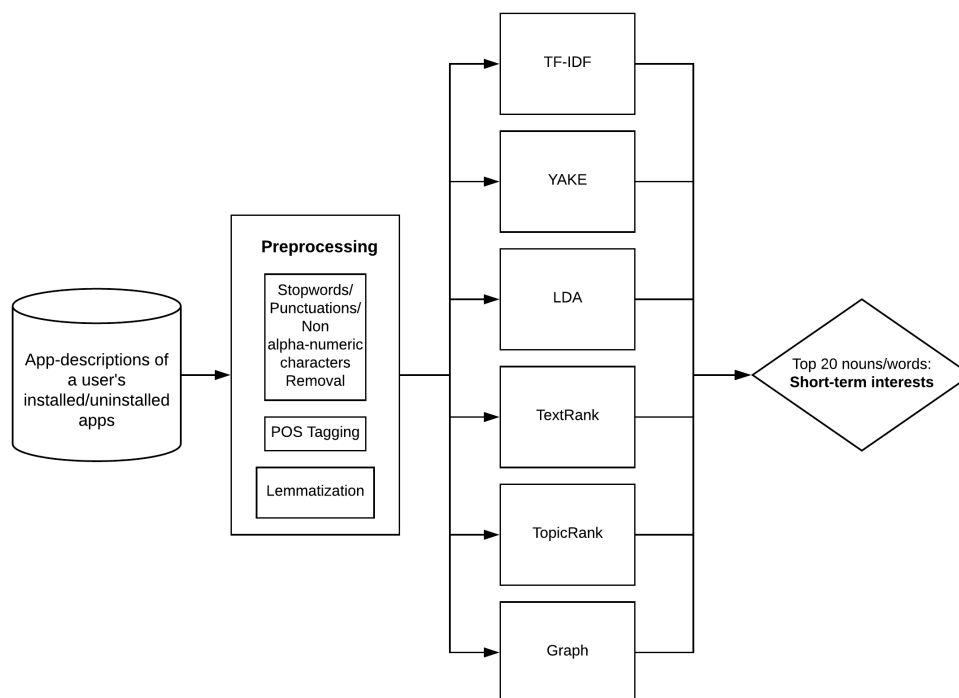 App-descriptions of
a user's
installed/uninstalled
apps
Preprocessing
Stopwords/
Punctuations/
Non
alpha-numeric
characters
Removal
POS Tagging
Lemmatization
TF-IDF
YAKE
LDA
TextRank
TopicRank
Graph
Top 20 nouns/words:
Short-term interests